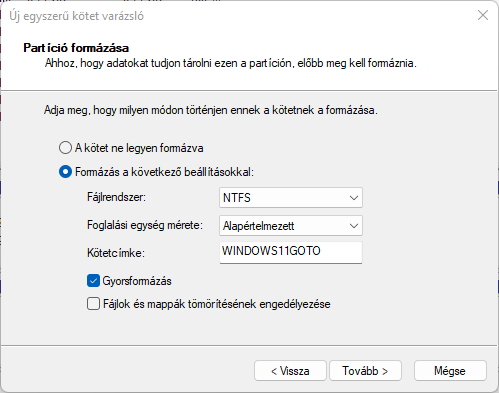 Új egyszerű kötet varázsló
Partíció formázása
Ahhoz, hogy adatokat tudjon tárolni ezen a partíción, előbb meg kell formáznia.
Adja meg, hogy milyen módon történjen ennek a kötetnek a formázása.
A kötet ne legyen formázva
Formázás a következő beállításokkal:
Fájlrendszer: NTFS
Foglalási egység mérete: Alapértelmezett
Kötetcímke: WINDOWS11GOTO
Gyorsformázás
Fájlok és mappák tömörítésének engedélyezése
< Vissza Tovább > Mégse